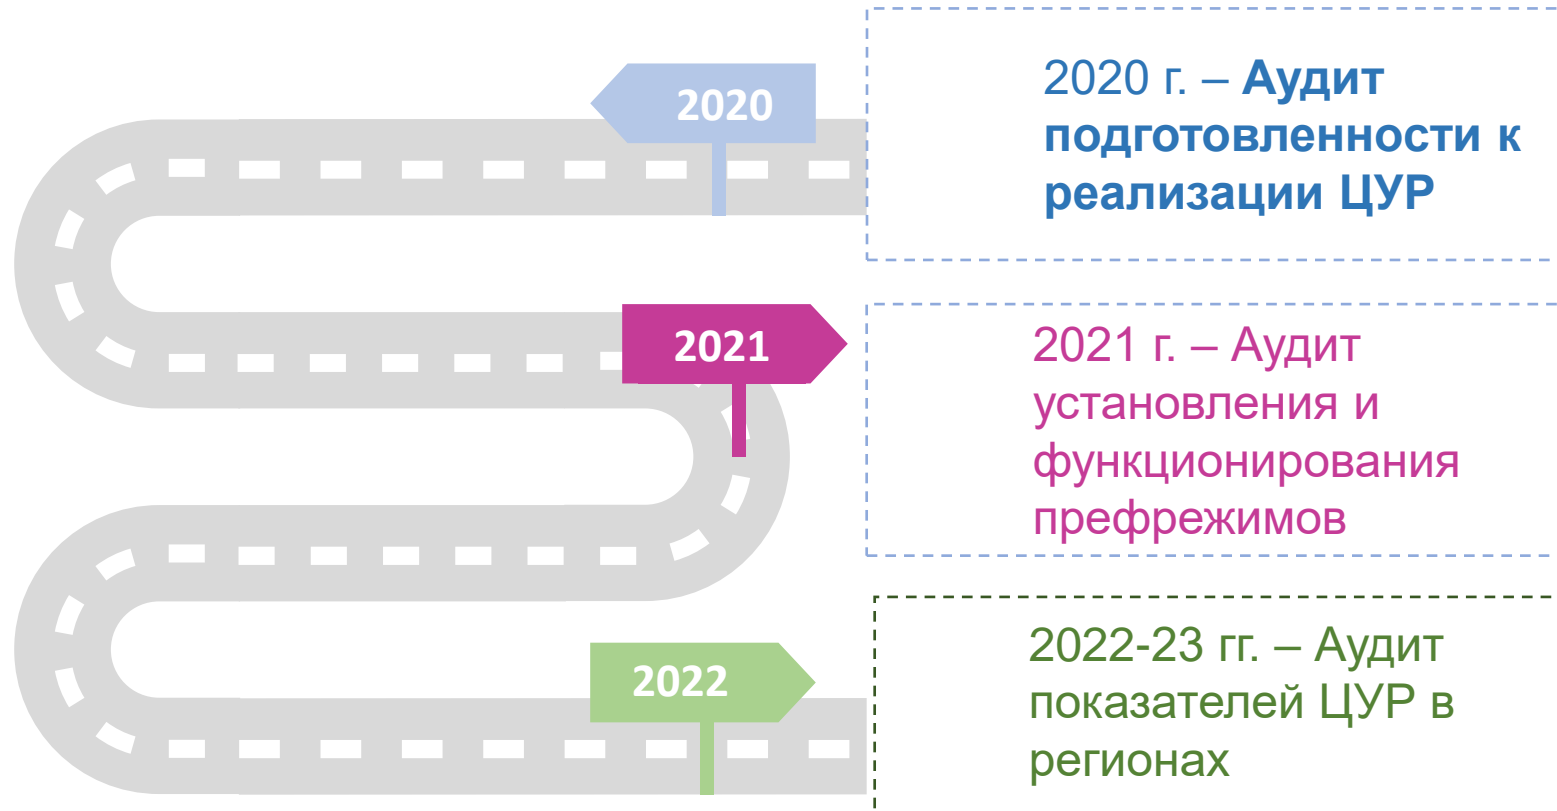 2020
2020 г. – Аудит
подготовленности к
реализации ЦУР
2021
2021 г. – Аудит
установления и
функционирования
префрежимов
2022
2022-23 гг. – Аудит
показателей ЦУР в
регионах